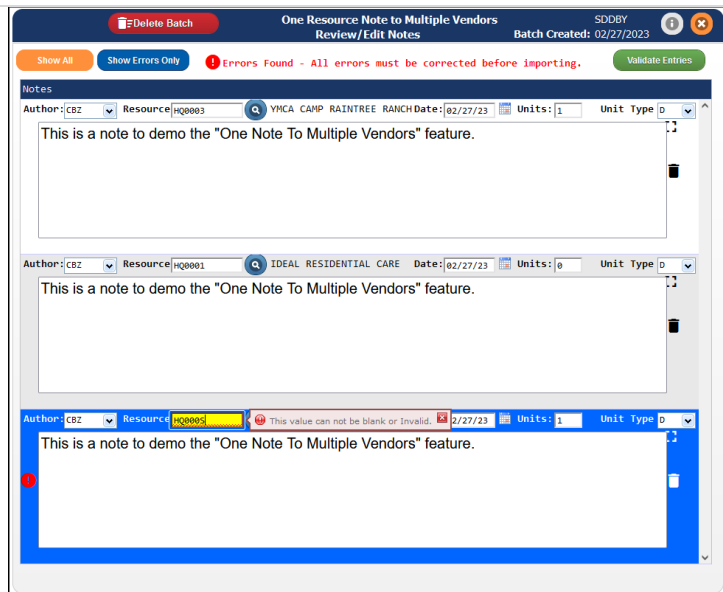 Delete Batch
One Resource Note to Multiple Vendors
Review/Edit Notes
SDDBY
Batch Created: 02/27/2023
Show All
Show Errors Only
Errors Found - All errors must be corrected before importing.
Validate Entries
Notes
Author: CBZ Resource HQ0003 YMCA CAMP RAINTREE RANCH Date: 02/27/23 Units: 1 Unit Type D
This is a note to demo the "One Note To Multiple Vendors" feature.
Author: CBZ Resource HQ0001 IDEAL RESIDENTIAL CARE Date: 02/27/23 Units: 0 Unit Type D
This is a note to demo the "One Note To Multiple Vendors" feature.
Author: CBZ Resource HQ000S This value can not be blank or Invalid. 2/27/23 Units: 1 Unit Type D
This is a note to demo the "One Note To Multiple Vendors" feature.